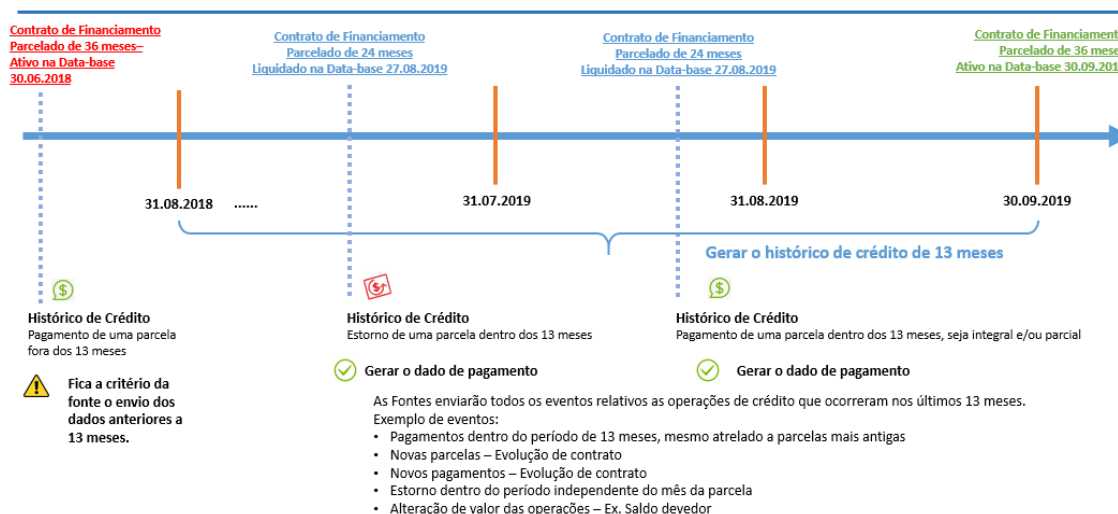 Contrato de Financiamento
Parcelado de 36 meses–
Ativo na Data-base
30.06.2018
Contrato de Financiamento
Parcelado de 24 meses
Liquidado na Data-base 27.08.2019
Contrato de Financiamento
Parcelado de 24 meses
Liquidado na Data-base 27.08.2019
Contrato de Financiament
Parcelado de 36 mese
Ativo na Data-base 30.09.201
31.08.2018
......
31.07.2019
31.08.2019
30.09.2019
Gerar o histórico de crédito de 13 meses
Histórico de Crédito
Pagamento de uma parcela
fora dos 13 meses
Fica a critério da
fonte o envio dos
dados anteriores a
13 meses.
Histórico de Crédito
Estorno de uma parcela dentro dos 13 meses
Gerar o dado de pagamento
Histórico de Crédito
Pagamento de uma parcela dentro dos 13 meses, seja integral e/ou parcial
Gerar o dado de pagamento
As Fontes enviarão todos os eventos relativos as operações de crédito que ocorreram nos últimos 13 meses.
Exemplo de eventos:
• Pagamentos dentro do período de 13 meses, mesmo atrelado a parcelas mais antigas
• Novas parcelas – Evolução de contrato
• Novos pagamentos – Evolução de contrato
• Estorno dentro do período independente do mês da parcela
• Alteração de valor das operações – Ex. Saldo devedor